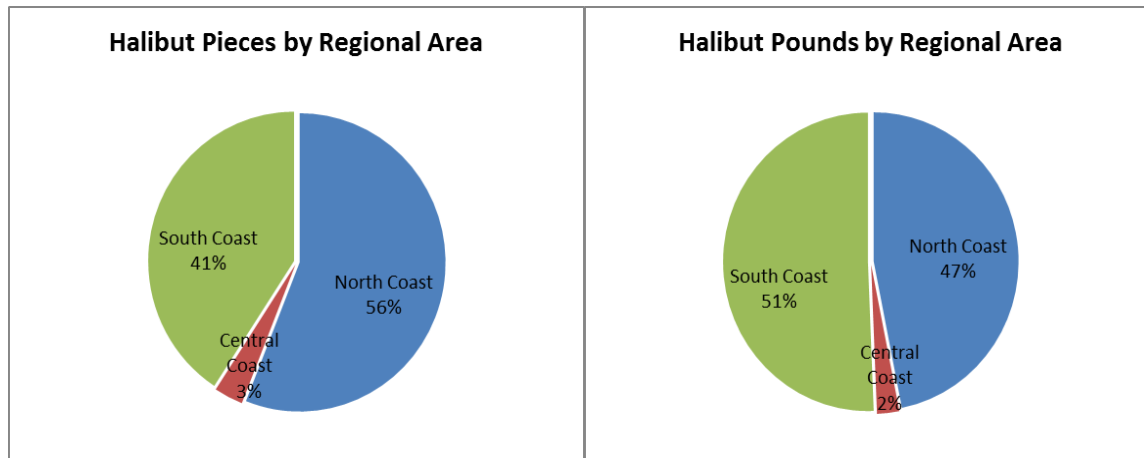 Halibut Pieces by Regional Area
South Coast
41%
North Coast
56%
Central
Coast
3%
Halibut Pounds by Regional Area
North Coast
47%
South Coast
51%
Central
Coast
2%